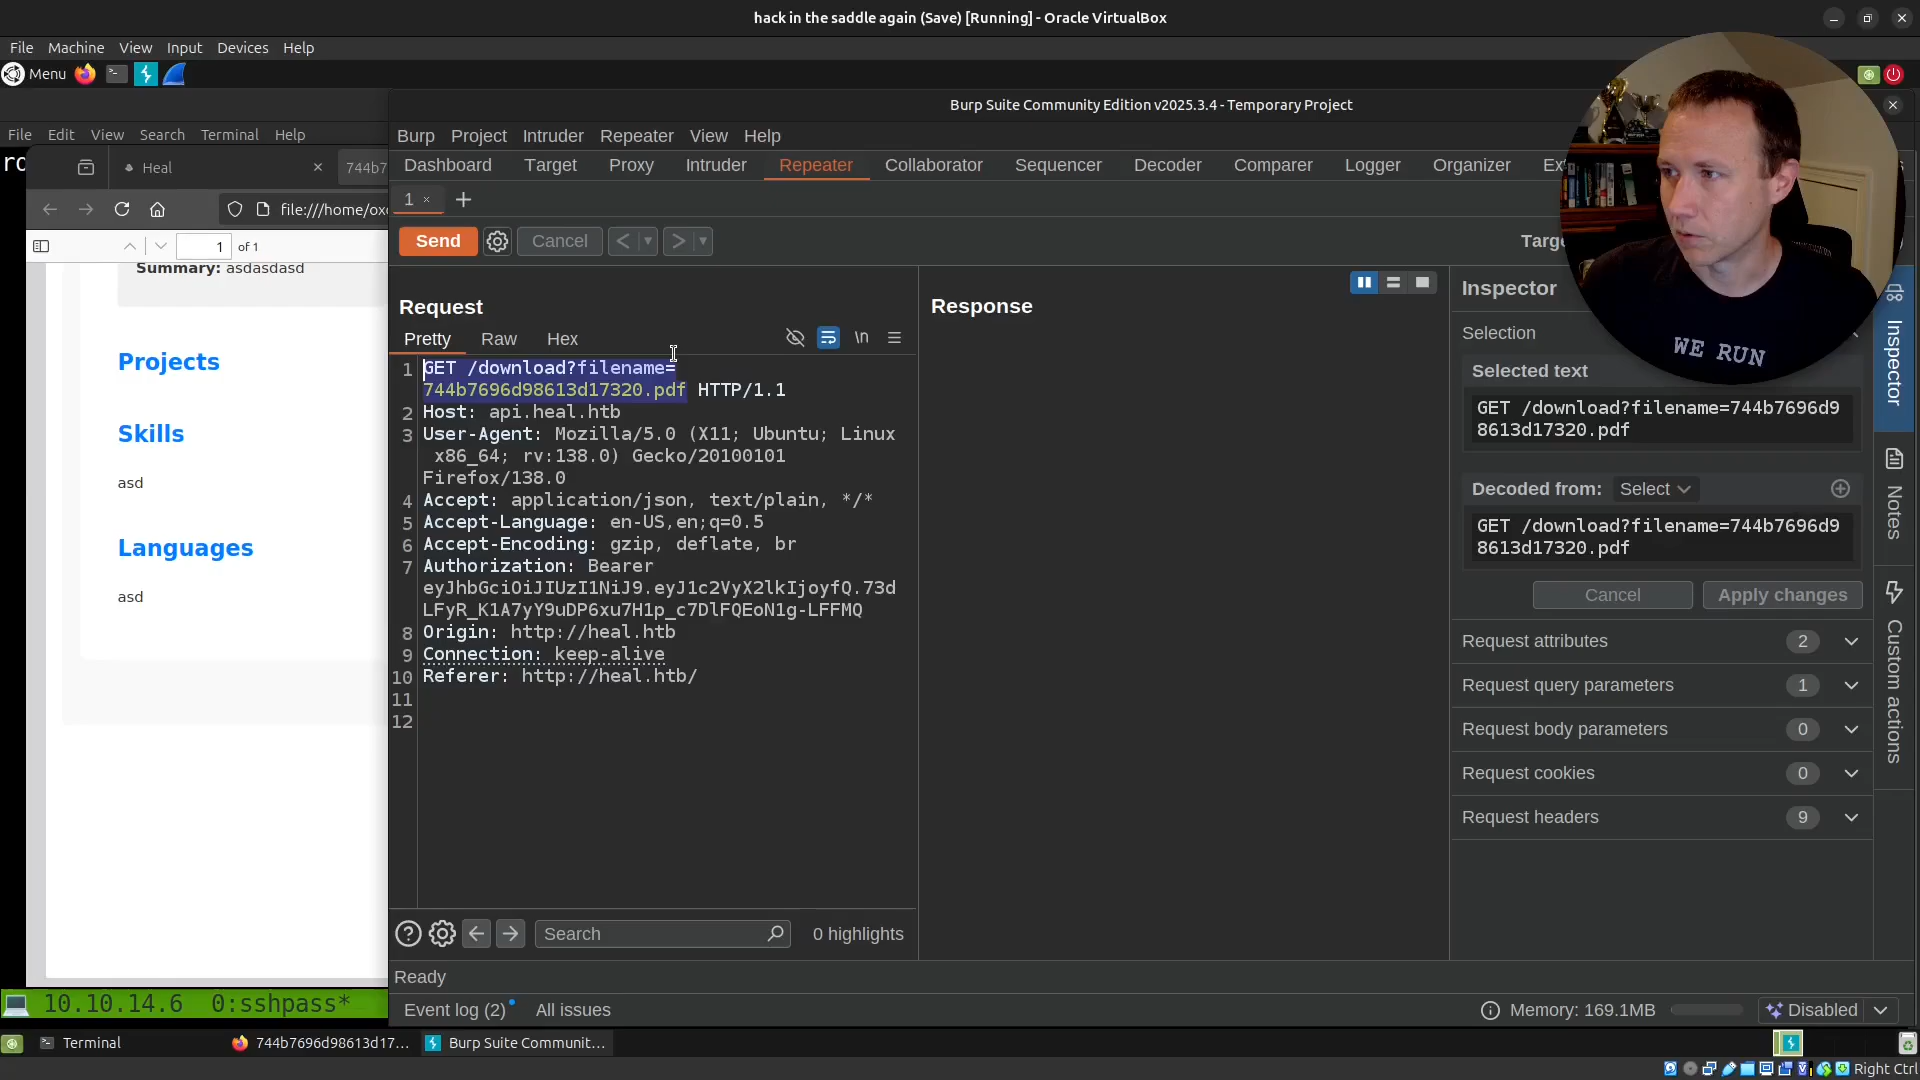 hack in the saddle again (Save) [Running] - Oracle VirtualBox
File Machine View Input Devices Help
Menu
Burp Suite Community Edition v2025.3.4 - Temporary Project
File Edit View Search Terminal Help
Burp Project Intruder Repeater View Help
Heal
744b7
Dashboard Target Proxy Intruder Repeater Collaborator Sequencer Decoder Comparer Logger Organizer Ex
1
file:///home/oxd
Send
Cancel
Targe
1 of 1
Summary: asdasdasd
Projects
Skills
asd
Languages
asd
Request
Pretty Raw Hex
\n
1 GET /download?filename=
744b7696d98613d17320.pdf HTTP/1.1
2 Host: api.heal.htb
3 User-Agent: Mozilla/5.0 (X11; Ubuntu; Linux
x86_64; rv:138.0) Gecko/20100101
Firefox/138.0
4 Accept: application/json, text/plain, */*
5 Accept-Language: en-US,en;q=0.5
6 Accept-Encoding: gzip, deflate, br
7 Authorization: Bearer
eyJhbGciOiJIUzI1NiJ9.eyJ1c2VyX2lkIjoyfQ.73d
LFyR_K1A7yY9uDP6xu7H1p_c7DlFQEoN1g-LFFMQ
8 Origin: http://heal.htb
9 Connection: keep-alive
10 Referer: http://heal.htb/
11
12
Search
0 highlights
Response
Inspector
Selection
Selected text
GET /download?filename=744b7696d9
8613d17320.pdf
Decoded from: Select
GET /download?filename=744b7696d9
8613d17320.pdf
Cancel
Apply changes
Request attributes 2
Request query parameters 1
Request body parameters 0
Request cookies 0
Request headers 9
Inspector
Notes
Custom actions
WE RUN
Ready
Event log (2) All issues
Memory: 169.1MB
Disabled
10.10.14.6 0:sshpass*
Terminal
744b7696d98613d17...
Burp Suite Communit...
Right Ctrl